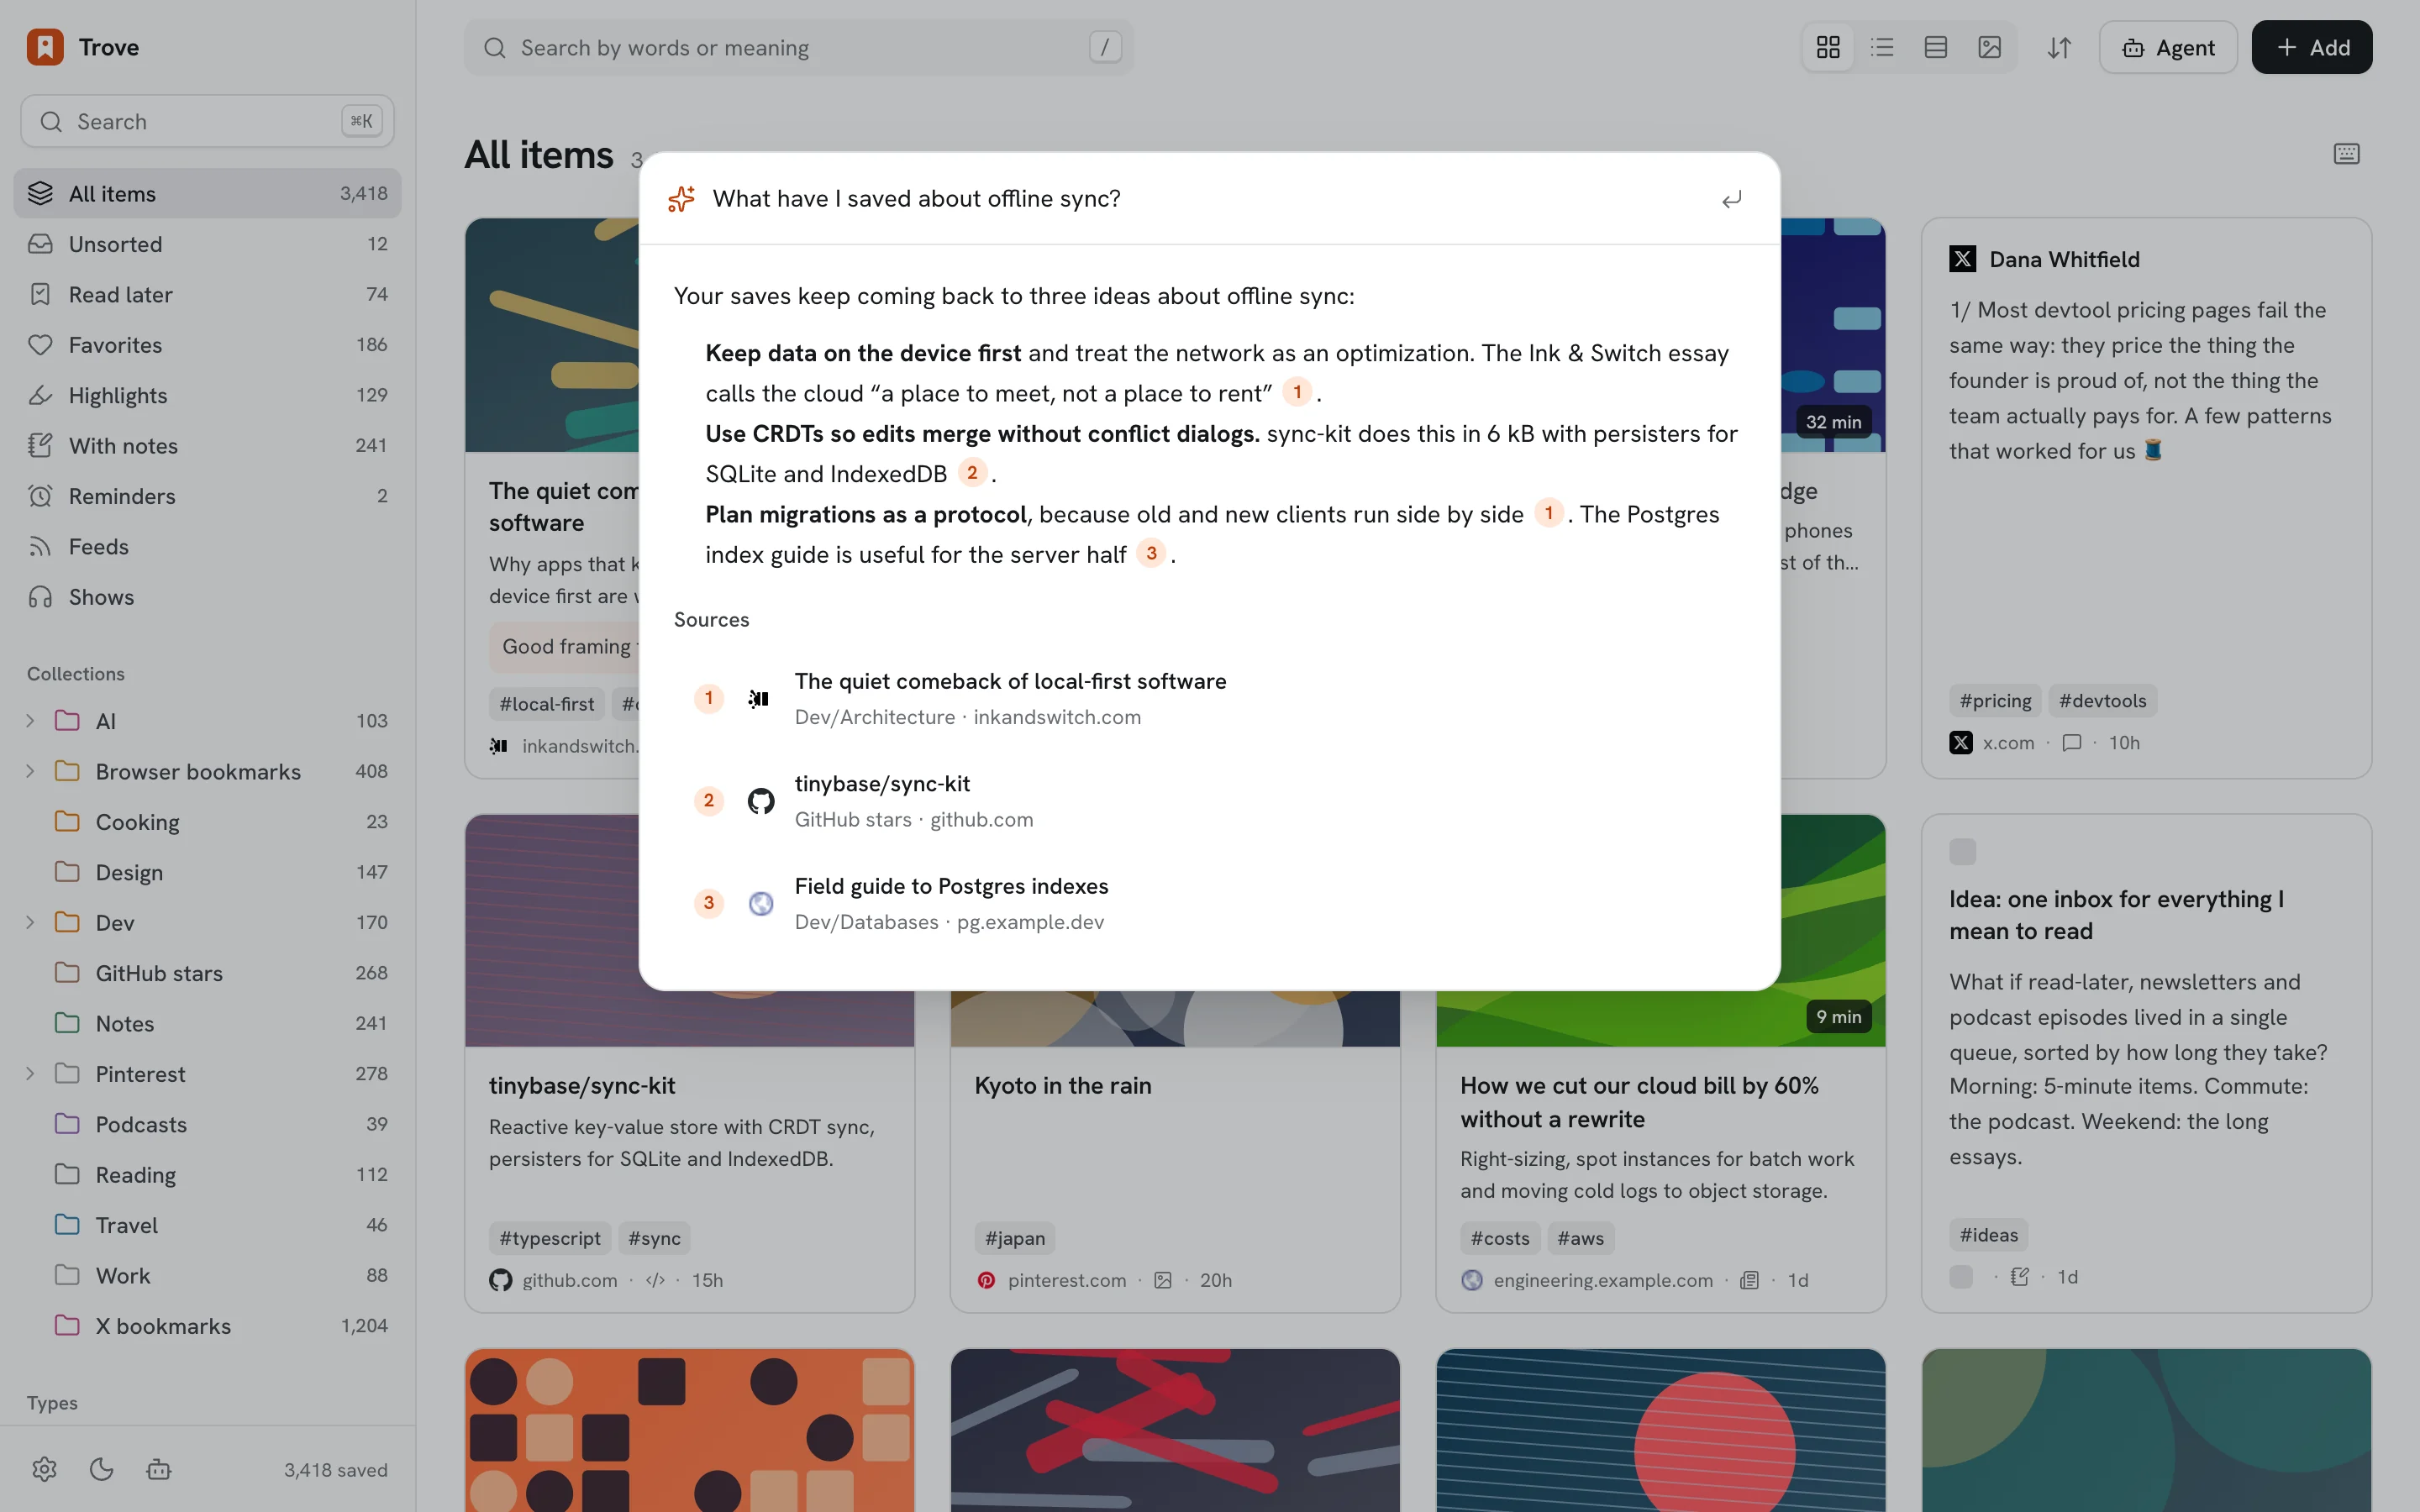 Trove
Search
⌘K
All items 3,418
Unsorted 12
Read later 74
Favorites 186
Highlights 129
With notes 241
Reminders 2
Feeds
Shows
Collections
AI 103
Browser bookmarks 408
Cooking 23
Design 147
Dev 170
GitHub stars 268
Notes 241
Pinterest 278
Podcasts 39
Reading 112
Travel 46
Work 88
X bookmarks 1,204
Types
3,418 saved
Search by words or meaning /
Agent
Add
All items 3
What have I saved about offline sync?
Your saves keep coming back to three ideas about offline sync:
Keep data on the device first and treat the network as an optimization. The Ink & Switch essay
calls the cloud “a place to meet, not a place to rent” 1 .
Use CRDTs so edits merge without conflict dialogs. sync-kit does this in 6 kB with persisters for
SQLite and IndexedDB 2 .
Plan migrations as a protocol, because old and new clients run side by side 1 . The Postgres
index guide is useful for the server half 3 .
Sources
1 The quiet comeback of local-first software
Dev/Architecture · inkandswitch.com
2 tinybase/sync-kit
GitHub stars · github.com
3 Field guide to Postgres indexes
Dev/Databases · pg.example.dev
The quiet com
software
Why apps that k
device first are
Good framing
#local-first
inkandswitch.
32 min
dge
phones
st of th…
Dana Whitfield
1/ Most devtool pricing pages fail the
same way: they price the thing the
founder is proud of, not the thing the
team actually pays for. A few patterns
that worked for us 🧵
#pricing #devtools
x.com · · 10h
tinybase/sync-kit
Reactive key-value store with CRDT sync,
persisters for SQLite and IndexedDB.
#typescript #sync
github.com · </> · 15h
Kyoto in the rain
#japan
pinterest.com · · 20h
9 min
How we cut our cloud bill by 60%
without a rewrite
Right-sizing, spot instances for batch work
and moving cold logs to object storage.
#costs #aws
engineering.example.com · · 1d
Idea: one inbox for everything I
mean to read
What if read-later, newsletters and
podcast episodes lived in a single
queue, sorted by how long they take?
Morning: 5-minute items. Commute:
the podcast. Weekend: the long
essays.
#ideas
· · 1d